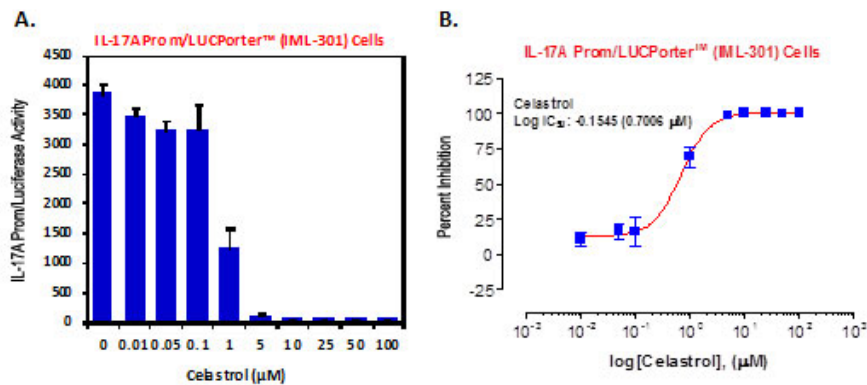 A.
IL-17A Prom/LUCPorter™ (IML-301) Cells
IL-17A Prom/Luciferase Activity
4500
4000
3500
3000
2500
2000
1500
1000
500
0
0 0.01 0.05 0.1 1 5 10 25 50 100
Celastrol (µM)
B.
IL-17A Prom/LUCPorter™ (IML-301) Cells
Celastrol
Log IC₅₀: -0.1545 (0.7006 µM)
Percent Inhibition
125
100
75
50
25
0
-25
10⁻² 10⁻¹ 10⁰ 10¹ 10² 10³
log[Celastrol], (µM)